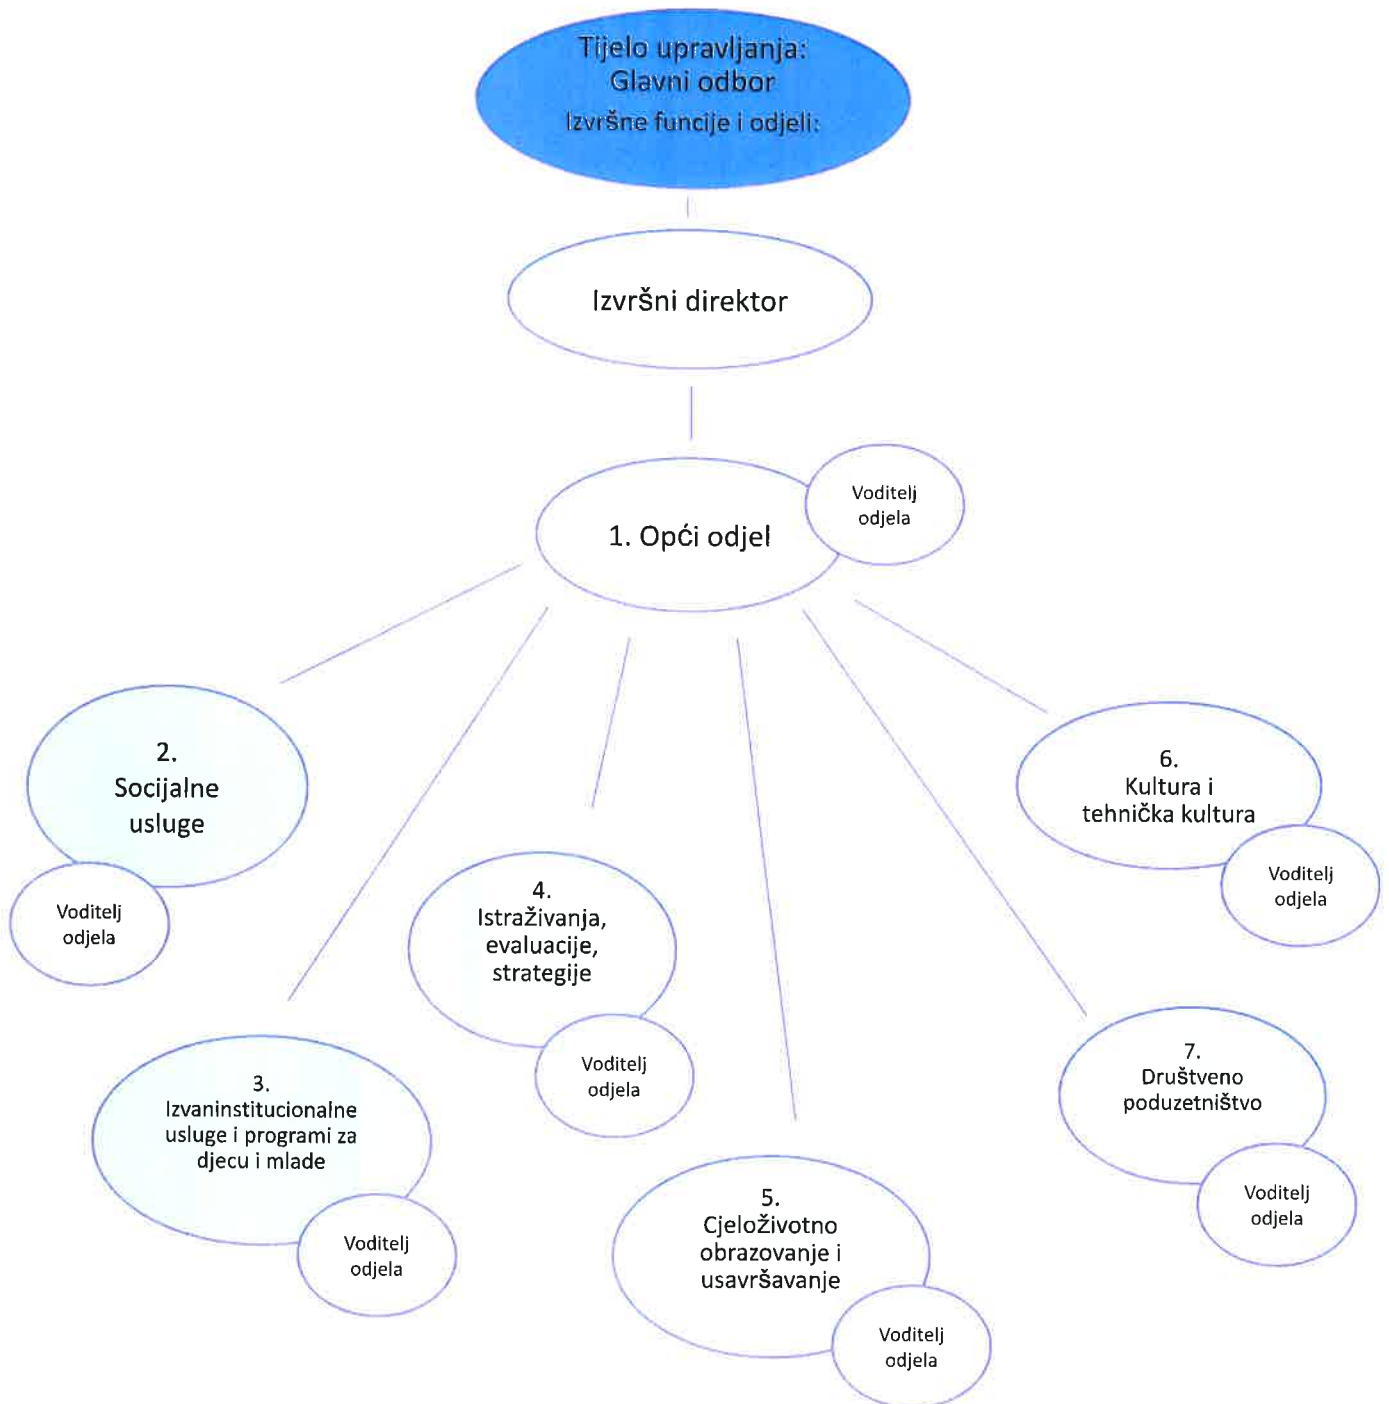 Tijelo upravljanja:
Glavni odbor
Izvršne funcije i odjeli:
Izvršni direktor
1. Opći odjel
Voditelj
odjela
2.
Socijalne
usluge
Voditelj
odjela
3.
Izvaninstitucionalne
usluge i programi za
djecu i mlade
Voditelj
odjela
4.
Istraživanja,
evaluacije,
strategije
Voditelj
odjela
5.
Cjeloživotno
obrazovanje i
usavršavanje
Voditelj
odjela
6.
Kultura i
tehnička kultura
Voditelj
odjela
7.
Društveno
poduzetništvo
Voditelj
odjela